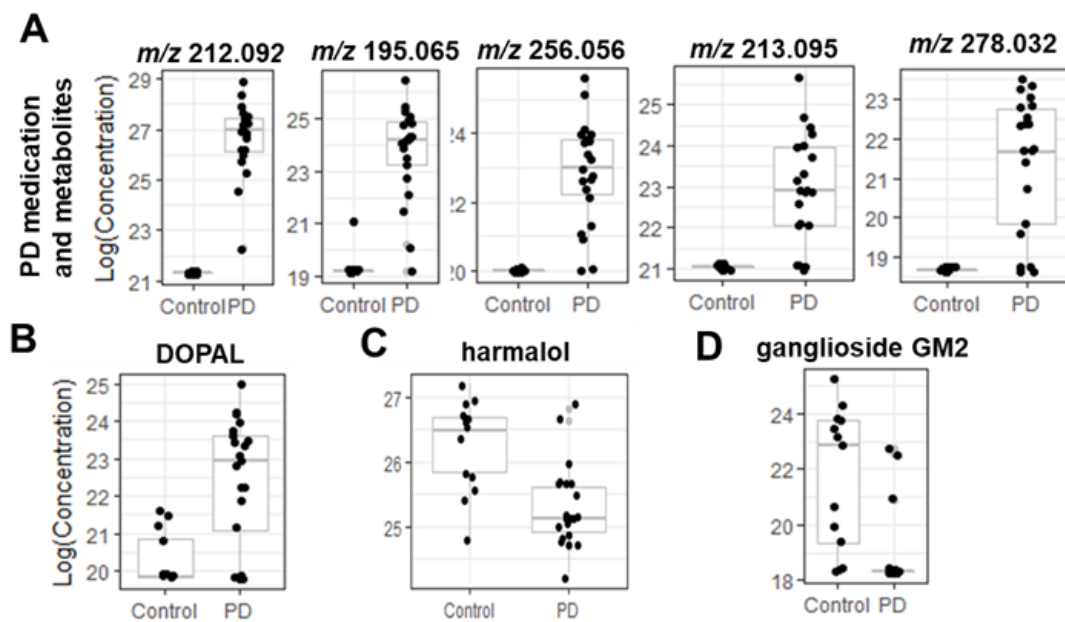 A
PD medication
and metabolites
Log(Concentration)
m/z 212.092
29
27
25
23
21
Control PD
m/z 195.065
25
23
21
19
Control PD
m/z 256.056
24
22
20
Control PD
m/z 213.095
25
24
23
22
21
Control PD
m/z 278.032
23
22
21
20
19
18
Control PD
B
DOPAL
Log(Concentration)
25
24
23
22
21
20
Control PD
C
harmalol
27
26
25
Control PD
D
ganglioside GM2
24
22
20
18
Control PD